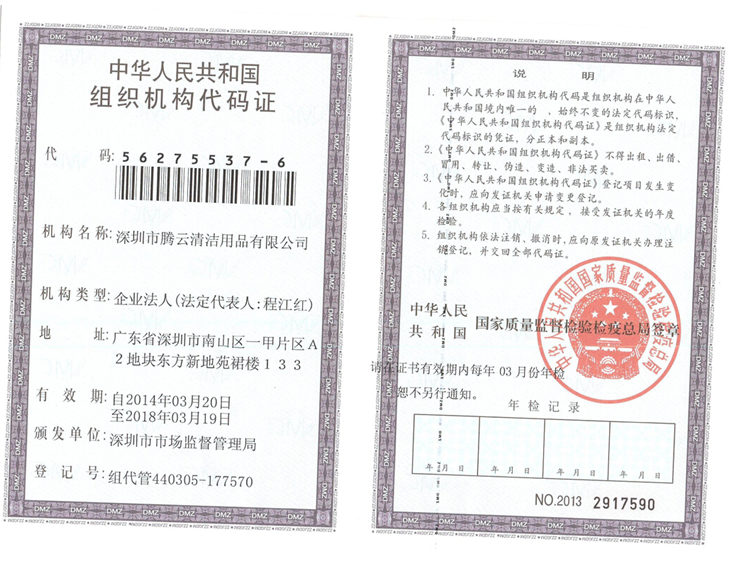 中华人民共和国
组织机构代码证
代 码:56275537-6
机构名称:深圳市腾云清洁用品有限公司
机构类型:企业法人(法定代表人:程江红)
地 址:广东省深圳市南山区一甲片区A
2地块东方新地苑裙楼133
有 效 期:自2014年03月20日
至2018年03月19日
颁发单位:深圳市市场监督管理局
登 记 号:组代管440305-177570
说 明
1. 中华人民共和国组织机构代码是组织机构在中华人
民共和国境内唯一的、始终不变的法定代码标识,
《中华人民共和国组织机构代码证》是组织机构法定
代码标识的凭证,分正本和副本。
2.《中华人民共和国组织机构代码证》不得出租、出借、
冒用、转让、伪造、变造、非法买卖。
3.《中华人民共和国组织机构代码证》登记项目发生变
化时,应向发证机关申请变更登记。
4. 各组织机构应当按有关规定,接受发证机关的年度
检验。
5. 组织机构依法注销、撤消时,应向原发证机关办理注
销登记,并交回全部代码证。
中华人民
共和国 国家质量监督检验检疫总局签章
中华人民共和国国家质量监督检验检疫总局
请在证书有效期内每年03月份年检
恕不另行通知。
年检记录
年 月 日 年 月 日 年 月 日 年 月 日
NO.2013 2917590